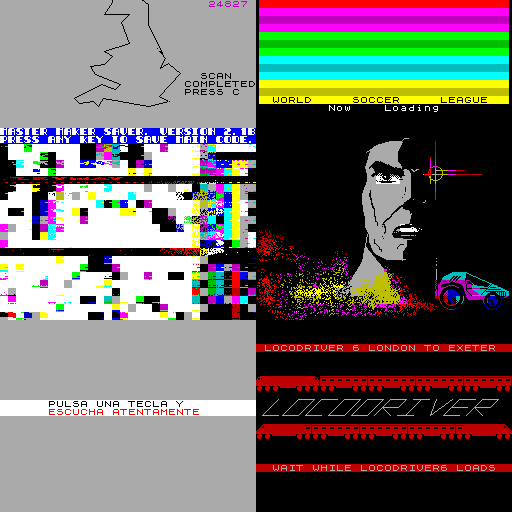 24827
SCAN
COMPLETED
PRESS C
WORLD SOCCER LEAGUE
Now Loading
MASTER MAKER SAVER. VERSION 2.1B
PRESS ANY KEY TO SAVE MAIN CODE.
PULSA UNA TECLA Y
ESCUCHA ATENTAMENTE
LOCODRIVER 6 LONDON TO EXETER
LOCODRIVER
WAIT WHILE LOCODRIVER6 LOADS